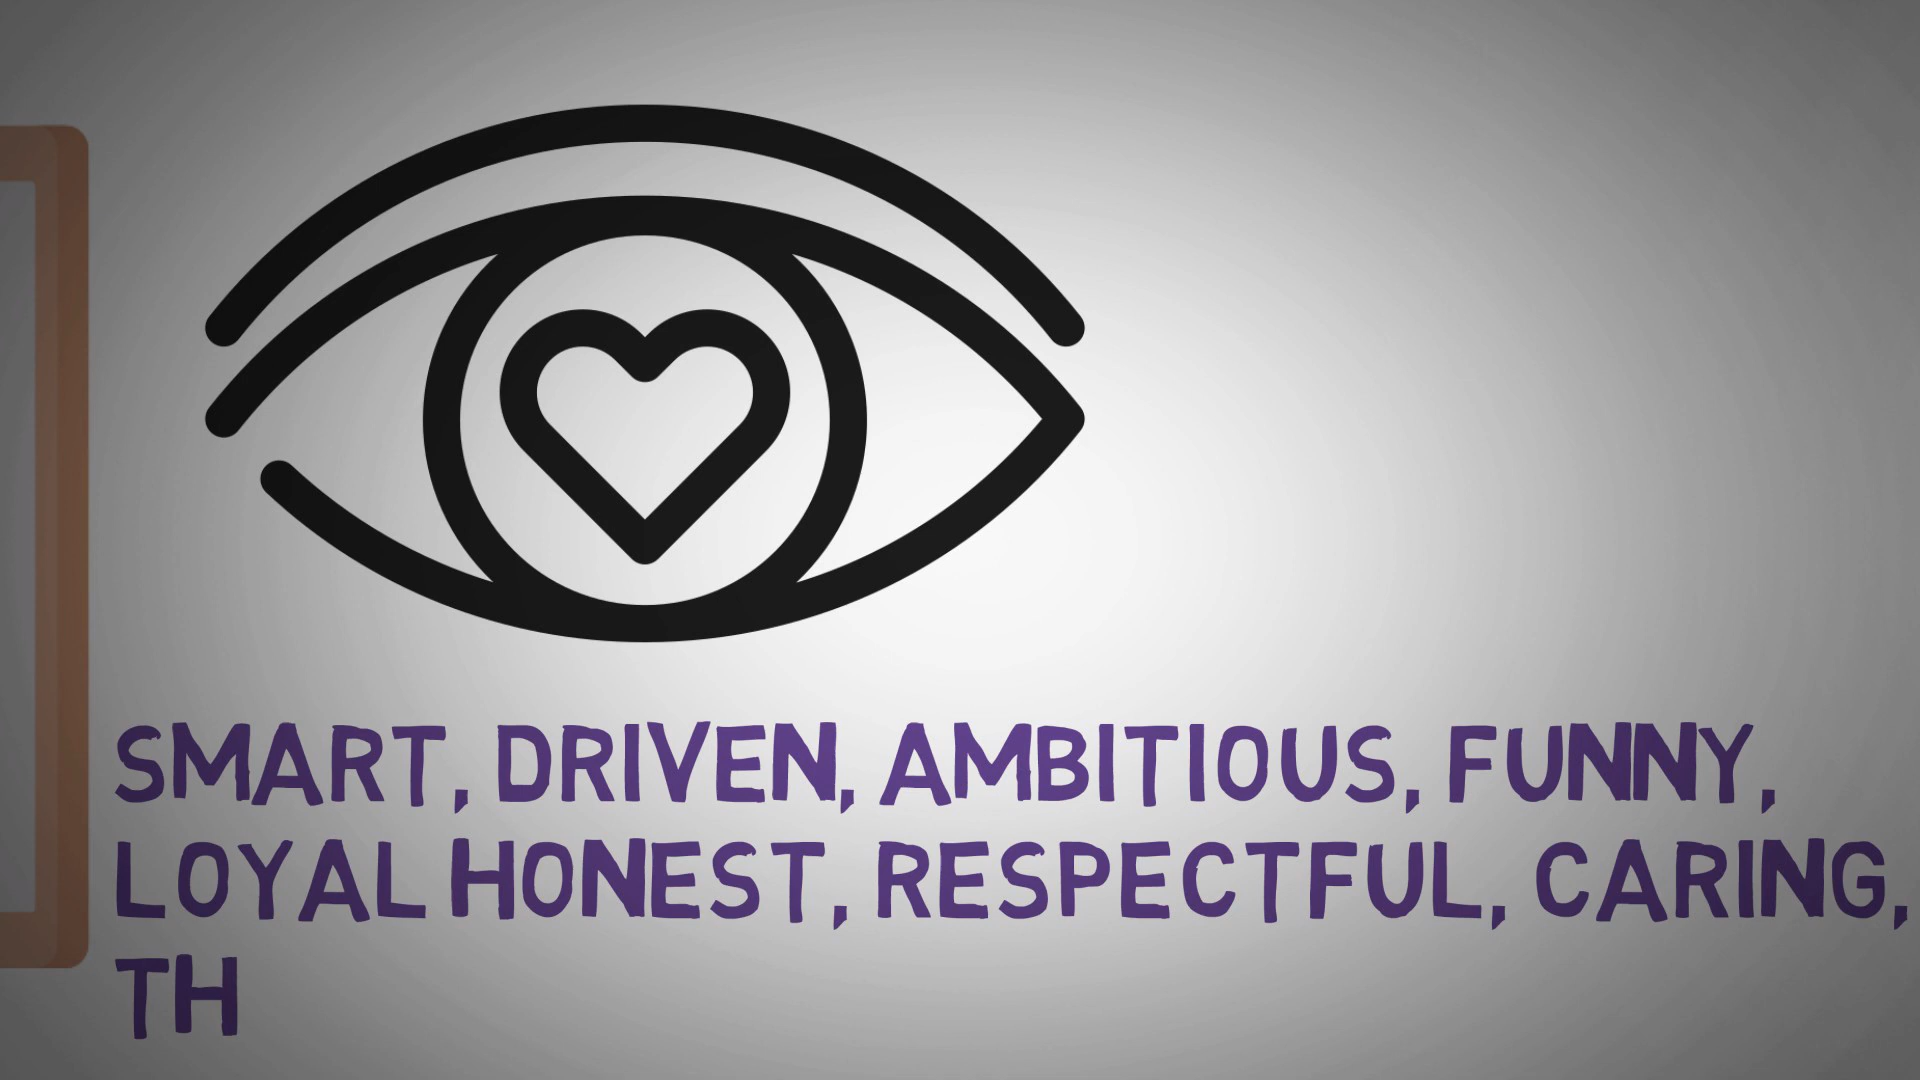 SMART, DRIVEN, AMBITIOUS, FUNNY,
LOYAL HONEST, RESPECTFUL, CARING,
TH